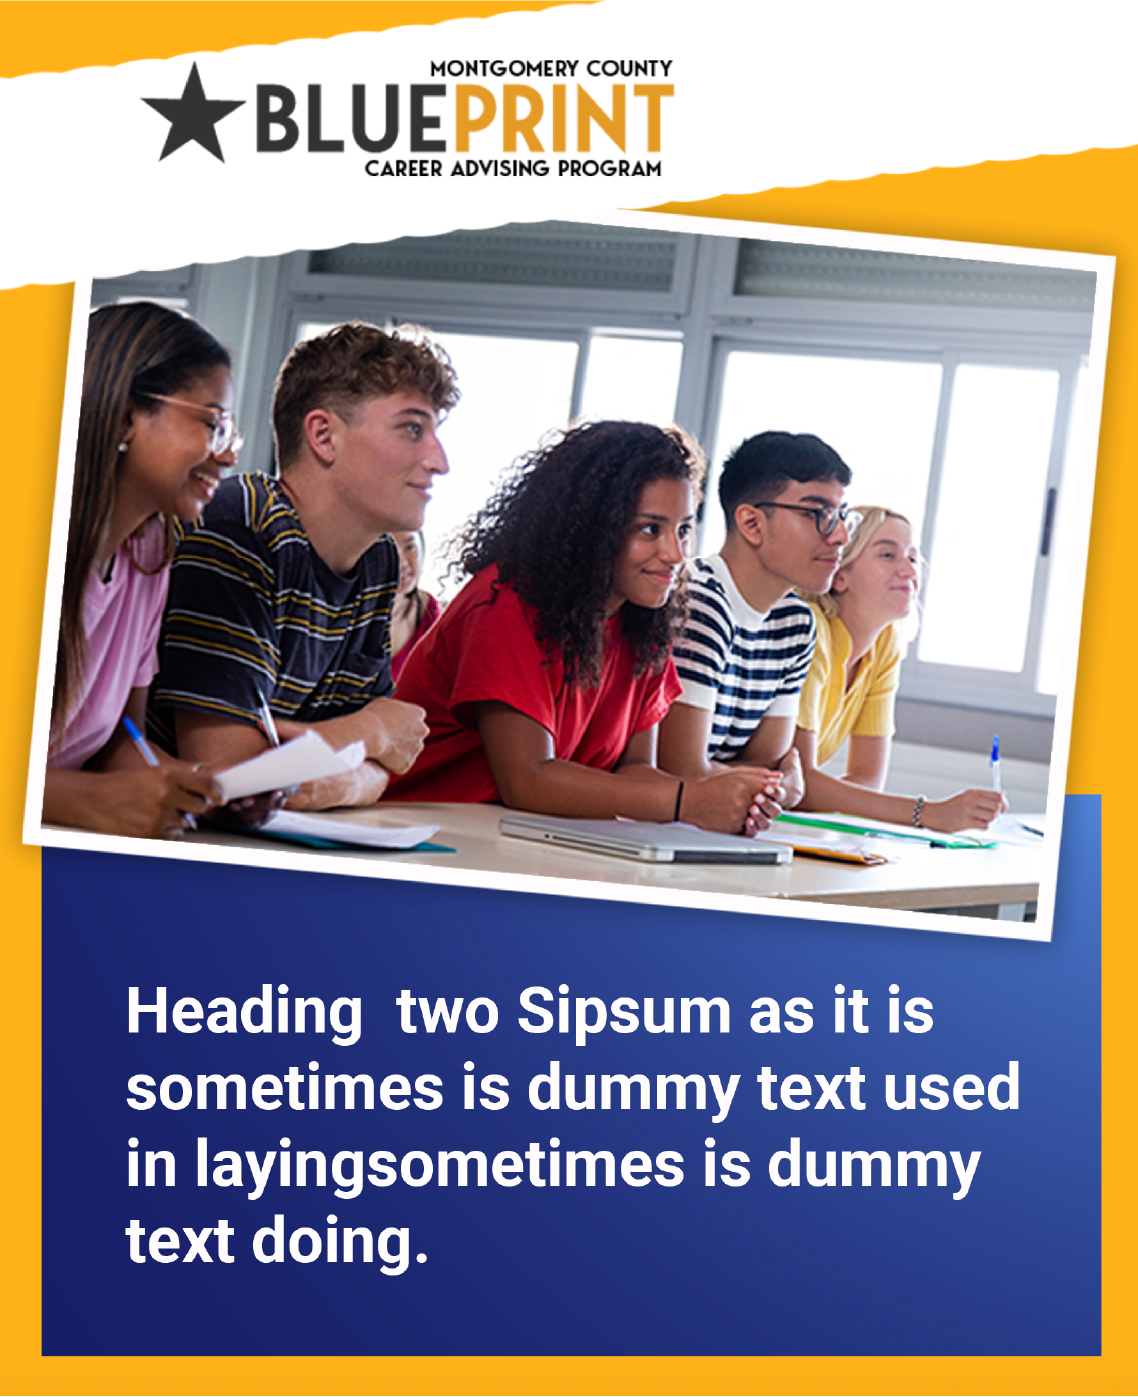 MONTGOMERY COUNTY
BLUEPRINT
CAREER ADVISING PROGRAM
Heading  two Sipsum as it is
sometimes is dummy text used
in layingsometimes is dummy
text doing.